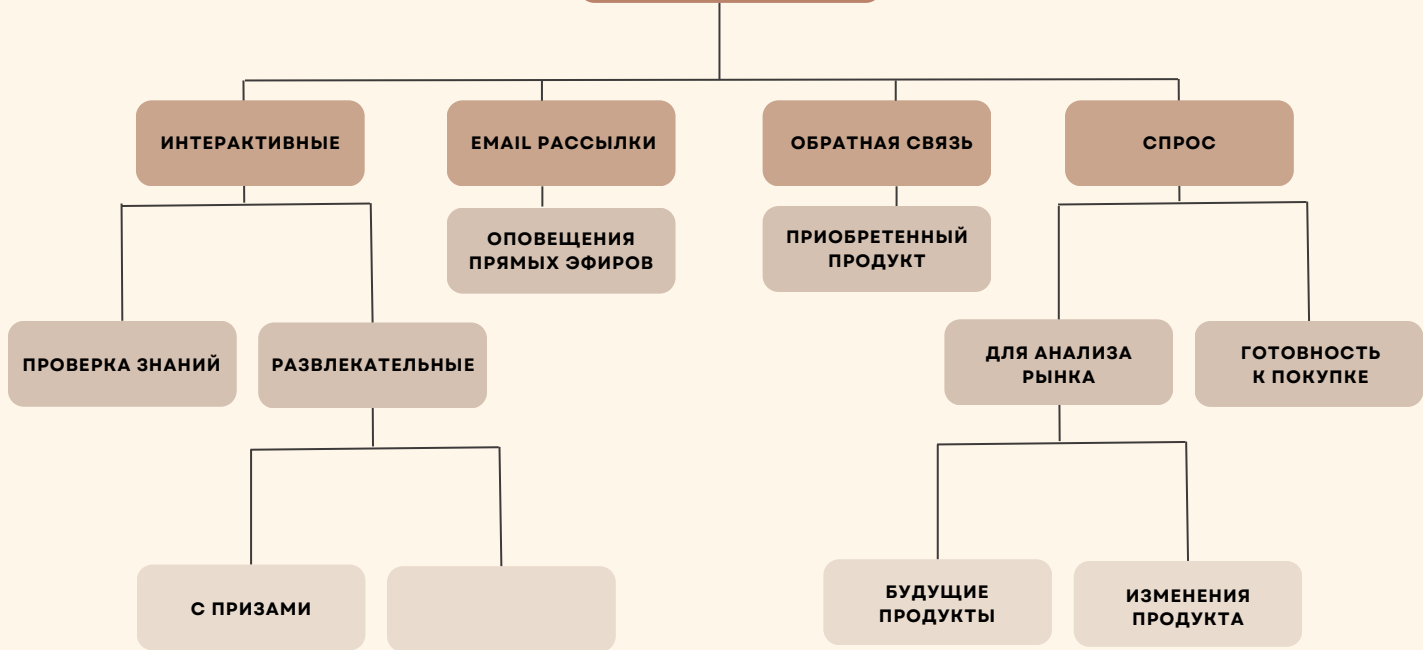 ИНТЕРАКТИВНЫЕ
EMAIL РАССЫЛКИ
ОБРАТНАЯ СВЯЗЬ
СПРОС
ОПОВЕЩЕНИЯ
ПРЯМЫХ ЭФИРОВ
ПРИОБРЕТЕННЫЙ
ПРОДУКТ
ПРОВЕРКА ЗНАНИЙ
РАЗВЛЕКАТЕЛЬНЫЕ
ДЛЯ АНАЛИЗА
РЫНКА
ГОТОВНОСТЬ
К ПОКУПКЕ
С ПРИЗАМИ
БУДУЩИЕ
ПРОДУКТЫ
ИЗМЕНЕНИЯ
ПРОДУКТА